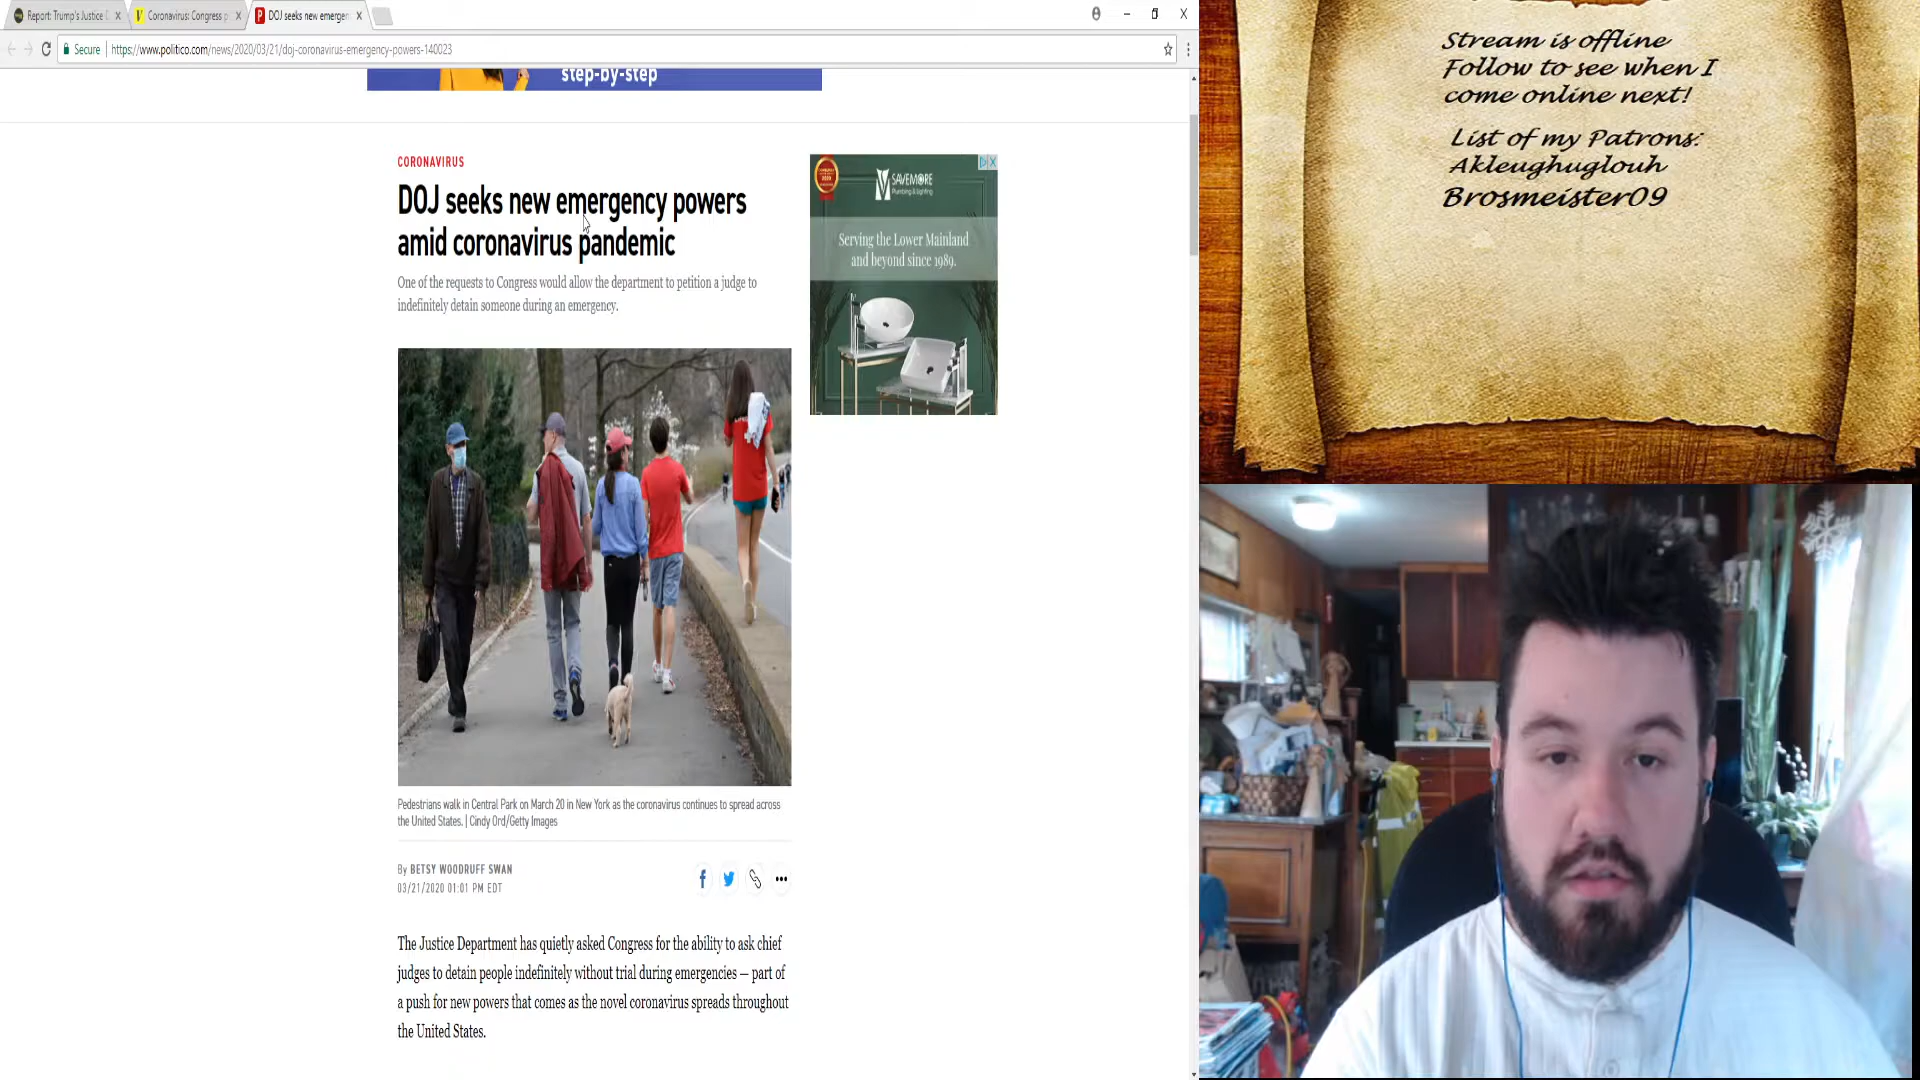 Report: Trump's Justice
Coronavirus: Congress p
DOJ seeks new emergen
Secure
https://www.politico.com/news/2020/03/21/doj-coronavirus-emergency-powers-140023
step-by-step
CORONAVIRUS
DOJ seeks new emergency powers
amid coronavirus pandemic
One of the requests to Congress would allow the department to petition a judge to
indefinitely detain someone during an emergency.
SAVEMORE
Plumbing & Lighting
Serving the Lower Mainland
and beyond since 1989.
Pedestrians walk in Central Park on March 20 in New York as the coronavirus continues to spread across
the United States. | Cindy Ord/Getty Images
By BETSY WOODRUFF SWAN
03/21/2020 01:01 PM EDT
The Justice Department has quietly asked Congress for the ability to ask chief
judges to detain people indefinitely without trial during emergencies — part of
a push for new powers that comes as the novel coronavirus spreads throughout
the United States.
Stream is offline
Follow to see when I
come online next!
List of my Patrons:
Akleughuglouh
Brosmeister09